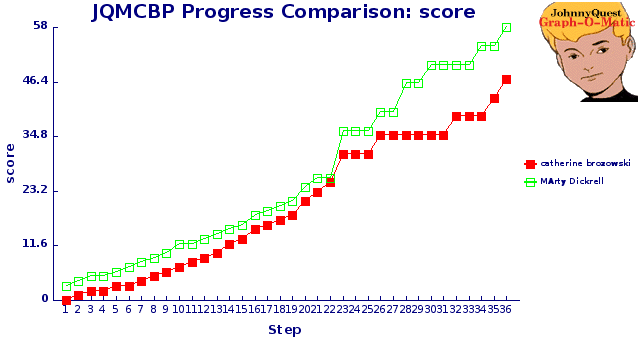 JQMCBP Progress Comparison: score
JohnnyQuest
Graph-O-Matic
58
46.4
34.8
23.2
11.6
0
score
catherine brozowski
MArty Dickrell
1 2 3 4 5 6 7 8 9 10 11 12 13 14 15 16 17 18 19 20 21 22 23 24 25 26 27 28 29 30 31 32 33 34 35 36
Step